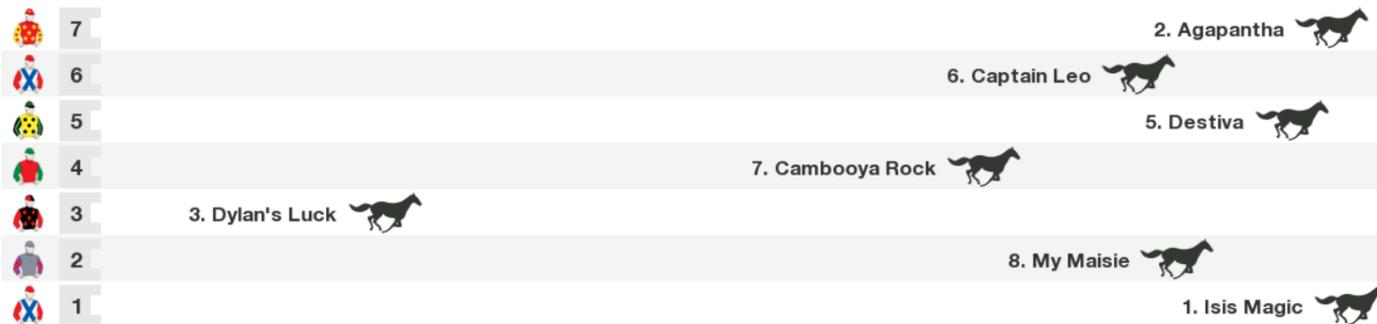 7 2. Agapantha
6 6. Captain Leo
5 5. Destiva
4 7. Cambooya Rock
3 3. Dylan's Luck
2 8. My Maisie
1 1. Isis Magic